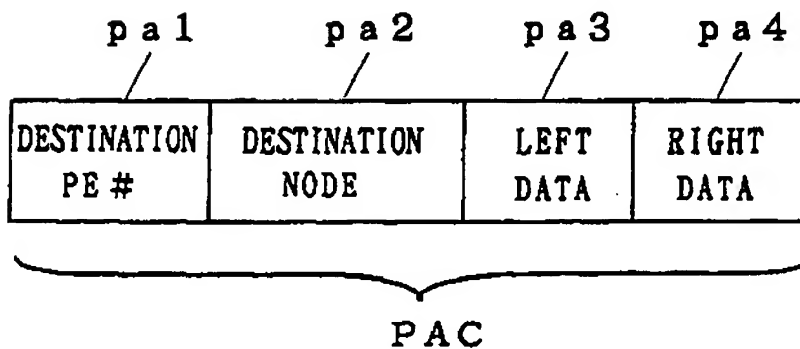 pa1 pa2 pa3 pa4
DESTINATION PE# DESTINATION NODE LEFT DATA RIGHT DATA
PAC